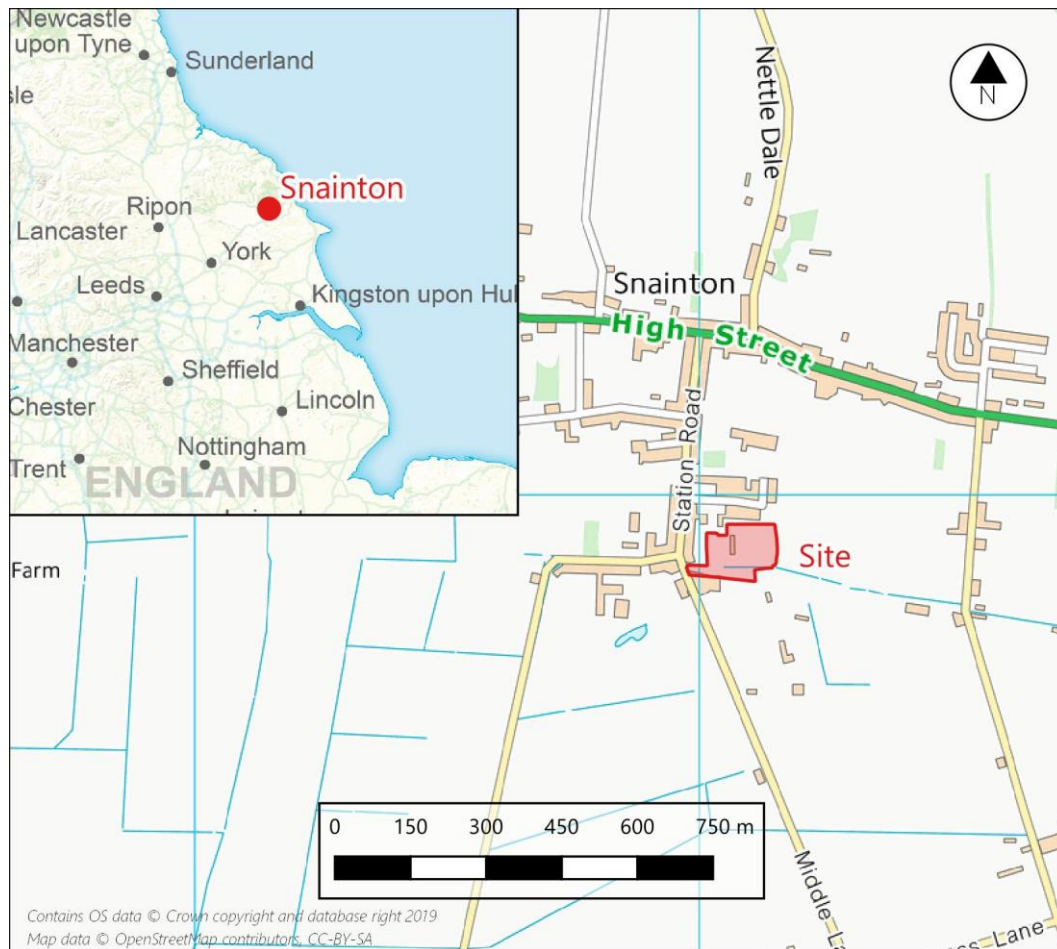 Newcastle
upon Tyne
Sunderland
sle
Snainton
Ripon
Lancaster
York
Leeds
Kingston upon Hul
Manchester
Sheffield
Chester
Lincoln
Nottingham
Trent
ENGLAND
N
Nettle Dale
Snainton
High Street
Station Road
Site
Farm
0 150 300 450 600 750 m
Middle L
ss Lane
Contains OS data © Crown copyright and database right 2019
Map data © OpenStreetMap contributors, CC-BY-SA